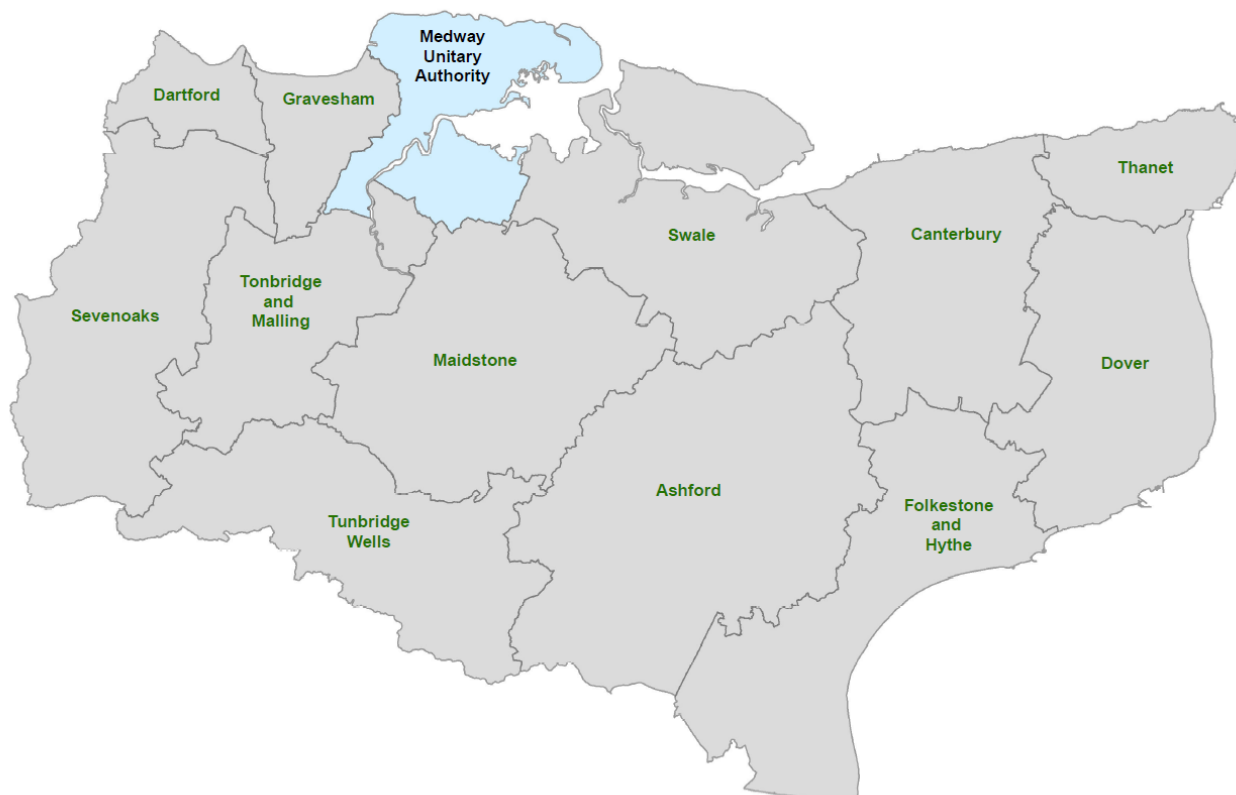 Medway
Unitary
Authority
Dartford
Gravesham
Thanet
Swale
Canterbury
Tonbridge
and
Malling
Sevenoaks
Maidstone
Dover
Ashford
Folkestone
and
Hythe
Tunbridge
Wells